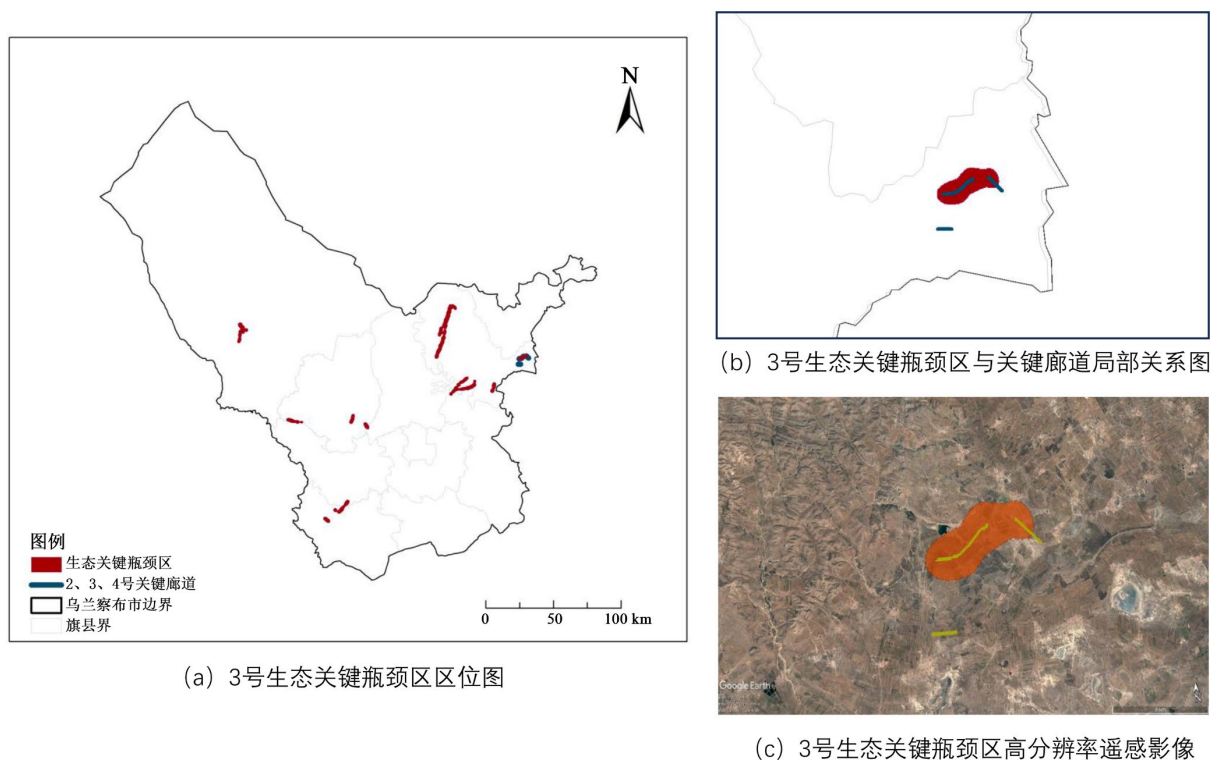 N
图例
生态关键瓶颈区
2、3、4号关键廊道
乌兰察布市边界
旗县界
0 50 100 km
(a) 3号生态关键瓶颈区区位图
(b) 3号生态关键瓶颈区与关键廊道局部关系图
Google Earth
(c) 3号生态关键瓶颈区高分辨率遥感影像